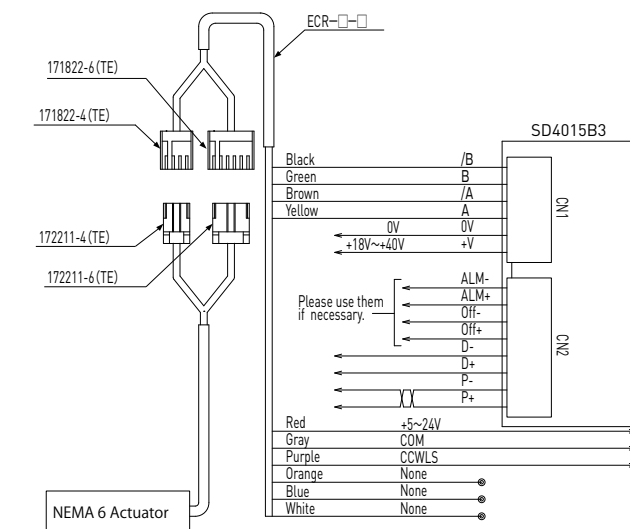 ECR-□-□
171822-6(TE)
171822-4(TE)
SD4015B3
Black /B
Green B
Brown /A
Yellow A
0V 0V
+18V~+40V +V
CN1
172211-4(TE)
172211-6(TE)
Please use them
if necessary.
ALM-
ALM+
Off-
Off+
D-
D+
P-
P+
CN2
Red +5~24V
Gray COM
Purple CCWLS
Orange None
Blue None
White None
NEMA 6 Actuator